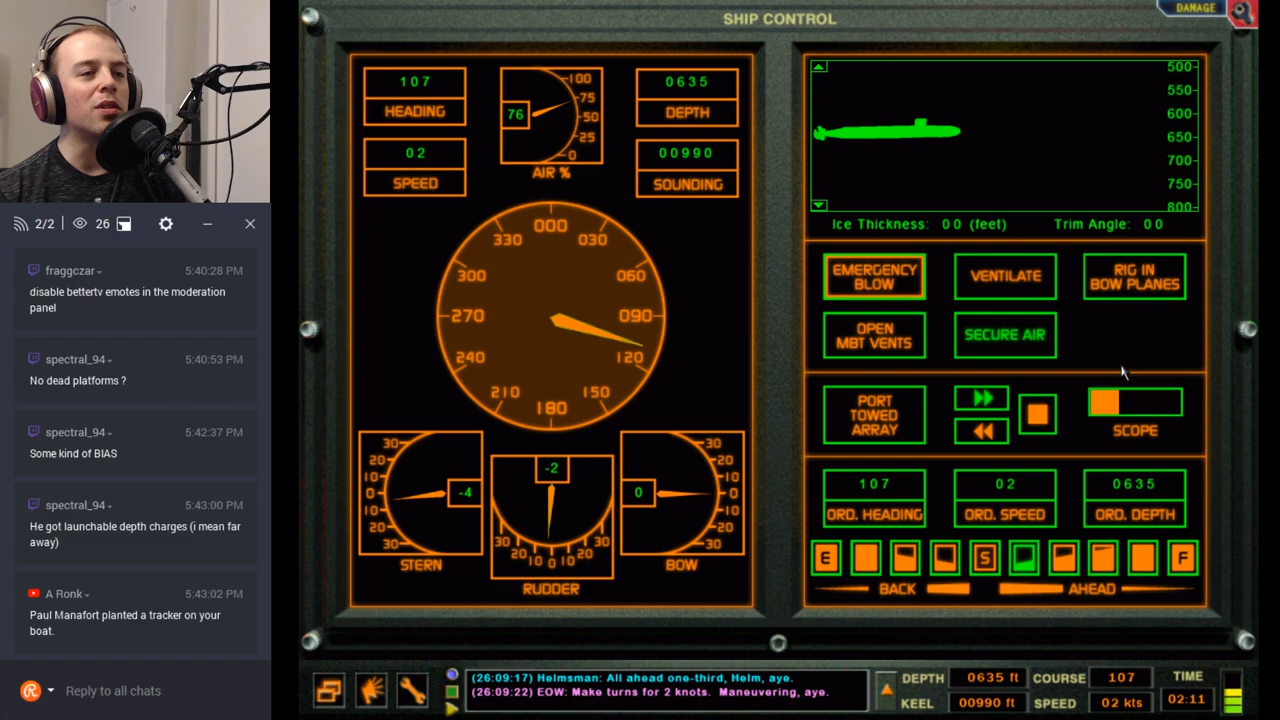 SHIP CONTROL
DAMAGE
107
HEADING
02
SPEED
100
75
50
25
0
76
AIR %
0635
DEPTH
00990
SOUNDING
000
030
060
090
120
150
180
210
240
270
300
330
30
20
10
0
10
20
30
-4
STERN
-2
30 20 10 0 10 20 30
RUDDER
30
20
10
0
10
20
30
0
BOW
500-
550-
600-
650-
700-
750-
800-
Ice Thickness: 00 (feet) Trim Angle: 00
EMERGENCY
BLOW
VENTILATE
RIG IN
BOW PLANES
OPEN
MBT VENTS
SECURE AIR
PORT
TOWED
ARRAY
SCOPE
107
ORD. HEADING
02
ORD. SPEED
0635
ORD. DEPTH
E
S
F
BACK
AHEAD
(26:09:17) Helmsman: All ahead one-third, Helm, aye.
(26:09:22) EOW: Make turns for 2 knots. Maneuvering, aye.
DEPTH 0635 ft COURSE 107
KEEL 00990 ft SPEED 02 kts
TIME
02:11
2/2 26
fraggczar 5:40:28 PM
disable bettertv emotes in the moderation
panel
spectral_94 5:40:53 PM
No dead platforms ?
spectral_94 5:42:37 PM
Some kind of BIAS
spectral_94 5:43:00 PM
He got launchable depth charges (i mean far
away)
A Ronk 5:43:02 PM
Paul Manafort planted a tracker on your
boat.
Reply to all chats